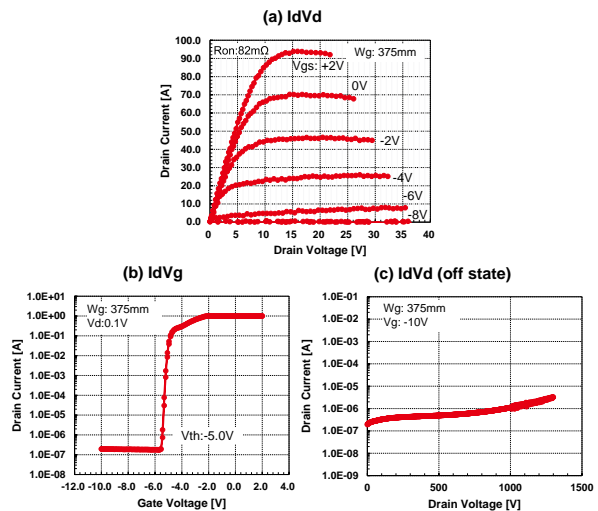 (a) IdVd
100.0
90.0
80.0
70.0
60.0
50.0
40.0
30.0
20.0
10.0
0.0
Drain Current [A]
Ron:82mΩ
Wg: 375mm
Vgs: +2V
0V
-2V
-4V
-6V
-8V
0 5 10 15 20 25 30 35 40
Drain Voltage [V]
(b) IdVg
1.0E+01
1.0E+00
1.0E-01
1.0E-02
1.0E-03
1.0E-04
1.0E-05
1.0E-06
1.0E-07
1.0E-08
Drain Current [A]
Wg: 375mm
Vd:0.1V
Vth:-5.0V
-12.0 -10.0 -8.0 -6.0 -4.0 -2.0 0.0 2.0 4.0
Gate Voltage [V]
(c) IdVd (off state)
1.0E-01
1.0E-02
1.0E-03
1.0E-04
1.0E-05
1.0E-06
1.0E-07
1.0E-08
1.0E-09
Drain Current [A]
Wg: 375mm
Vg: -10V
0 500 1000 1500
Drain Voltage [V]